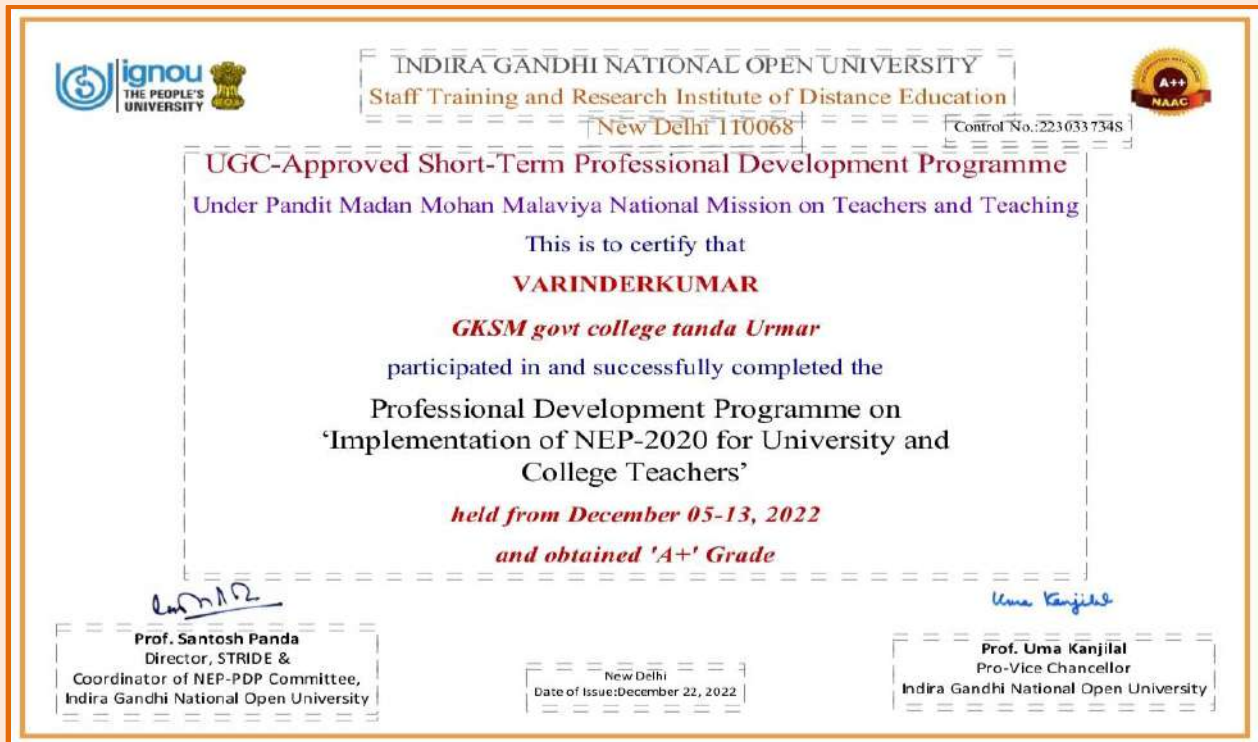 ignou
THE PEOPLE'S
UNIVERSITY
INDIRA GANDHI NATIONAL OPEN UNIVERSITY
Staff Training and Research Institute of Distance Education
New Delhi 110068
A++
NAAC
Control No.:223033734S
UGC-Approved Short-Term Professional Development Programme
Under Pandit Madan Mohan Malaviya National Mission on Teachers and Teaching
This is to certify that
VARINDERKUMAR
GKSM govt college tanda Urmar
participated in and successfully completed the
Professional Development Programme on
‘Implementation of NEP-2020 for University and
College Teachers’
held from December 05-13, 2022
and obtained 'A+' Grade
Uma Kanjilal
Prof. Santosh Panda
Director, STRIDE &
Coordinator of NEP-PDP Committee,
Indira Gandhi National Open University
New Delhi
Date of Issue:December 22, 2022
Prof. Uma Kanjilal
Pro-Vice Chancellor
Indira Gandhi National Open University